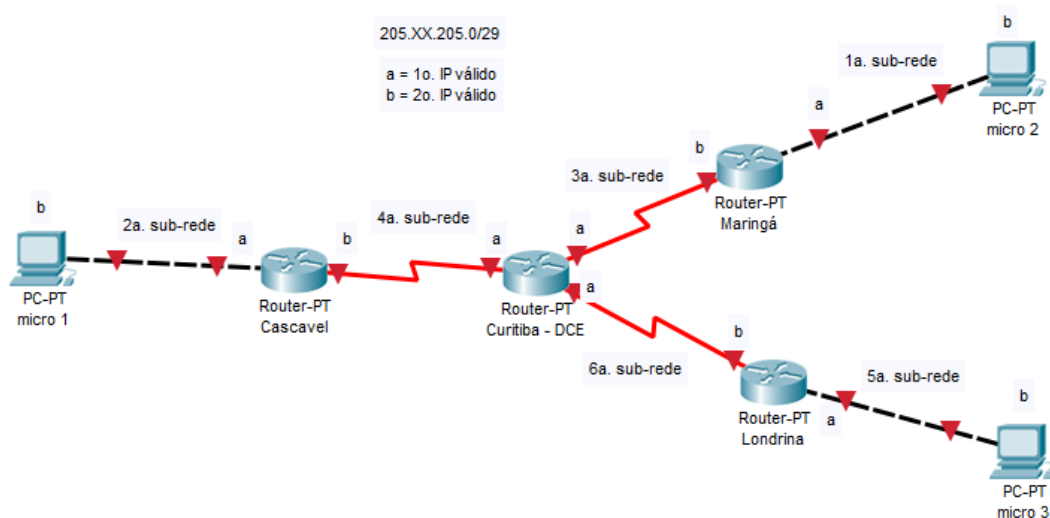 205.XX.205.0/29
a = 1o. IP válido
b = 2o. IP válido
b
1a. sub-rede
a
PC-PT
micro 2
b
3a. sub-rede
Router-PT
Maringá
b
2a. sub-rede
a
4a. sub-rede
b
a
a
PC-PT
micro 1
Router-PT
Cascavel
Router-PT
Curitiba - DCE
a
b
6a. sub-rede
5a. sub-rede
Router-PT
Londrina
a
b
PC-PT
micro 3